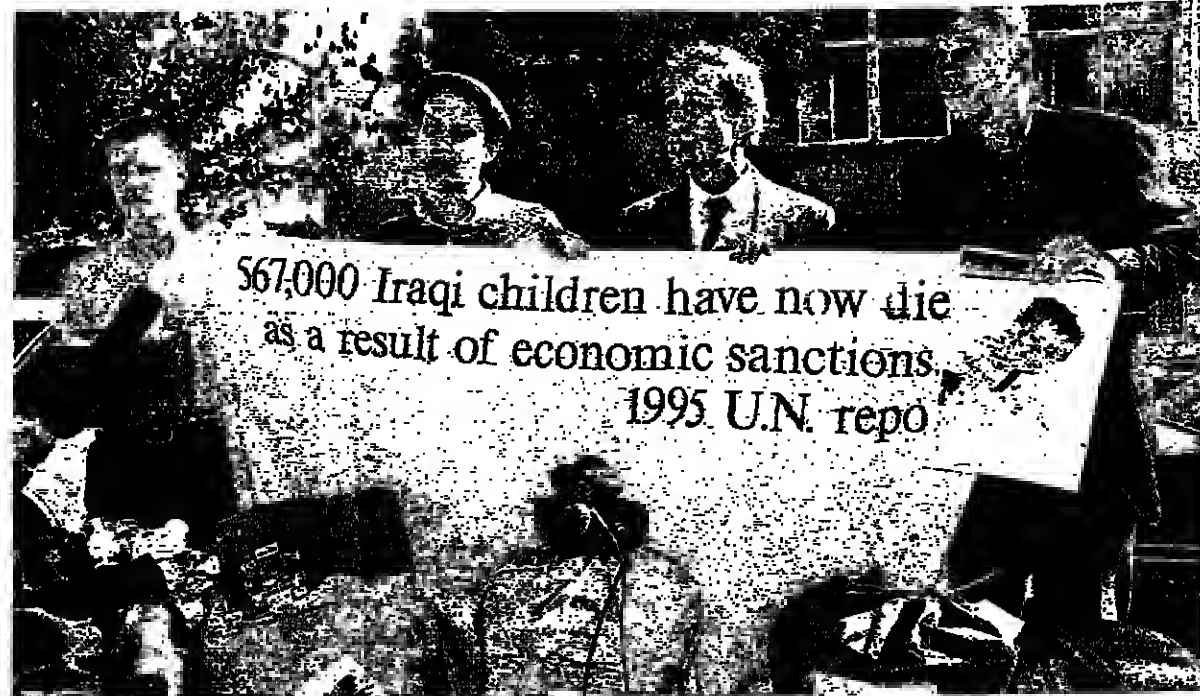 567,000 Iraqi children have now die
as a result of economic sanctions.
1995 U.N. repo